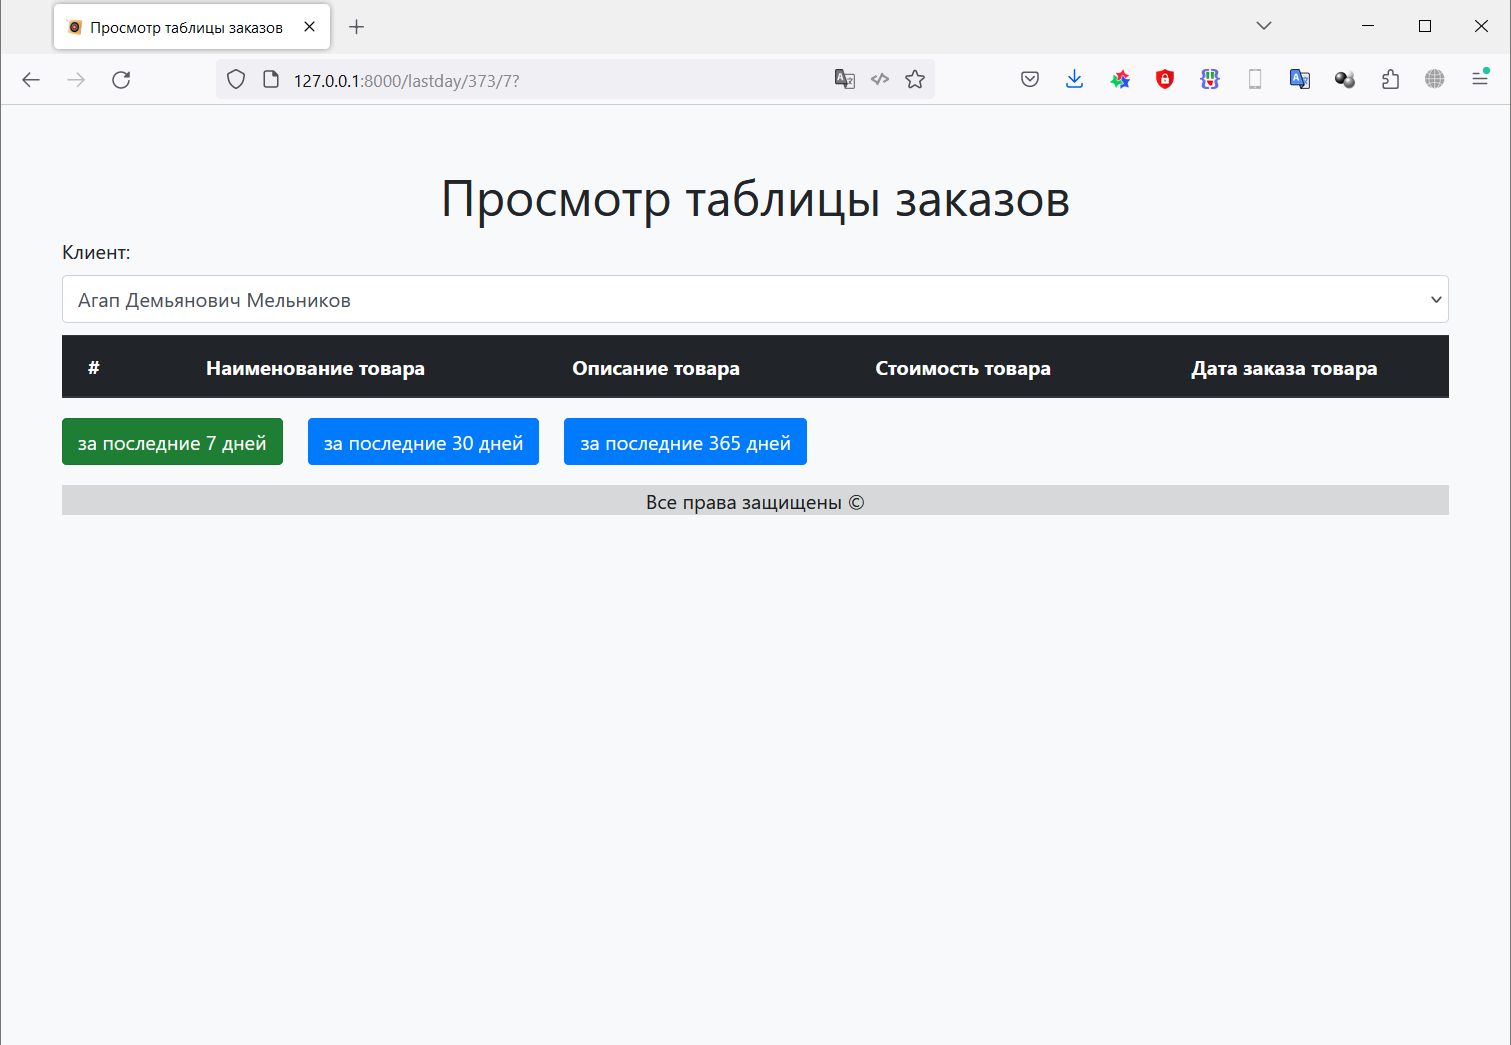 Просмотр таблицы заказов
127.0.0.1:8000/lastday/373/7?
Просмотр таблицы заказов
Клиент:
Агап Демьянович Мельников
# Наименование товара Описание товара Стоимость товара Дата заказа товара
за последние 7 дней за последние 30 дней за последние 365 дней
Все права защищены ©